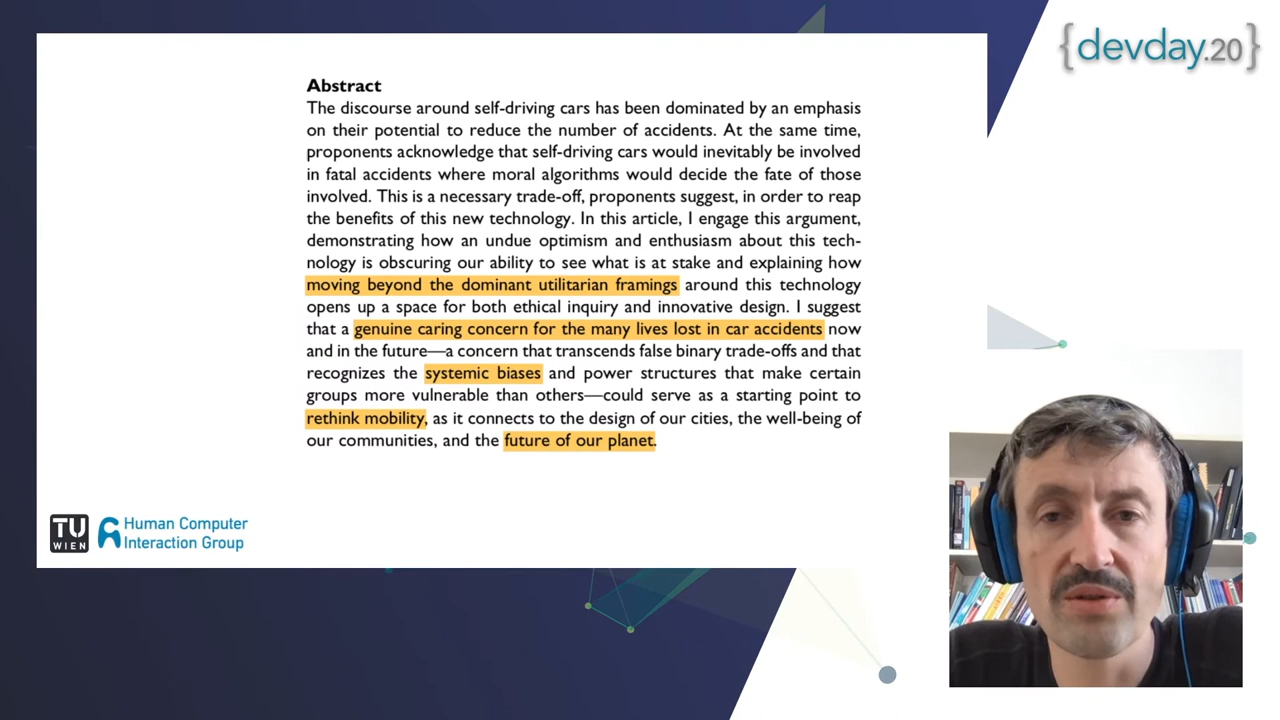 {devday.20}
Abstract
The discourse around self-driving cars has been dominated by an emphasis
on their potential to reduce the number of accidents. At the same time,
proponents acknowledge that self-driving cars would inevitably be involved
in fatal accidents where moral algorithms would decide the fate of those
involved. This is a necessary trade-off, proponents suggest, in order to reap
the benefits of this new technology. In this article, I engage this argument,
demonstrating how an undue optimism and enthusiasm about this tech-
nology is obscuring our ability to see what is at stake and explaining how
moving beyond the dominant utilitarian framings around this technology
opens up a space for both ethical inquiry and innovative design. I suggest
that a genuine caring concern for the many lives lost in car accidents now
and in the future—a concern that transcends false binary trade-offs and that
recognizes the systemic biases and power structures that make certain
groups more vulnerable than others—could serve as a starting point to
rethink mobility, as it connects to the design of our cities, the well-being of
our communities, and the future of our planet.
TU
WIEN
Human Computer
Interaction Group